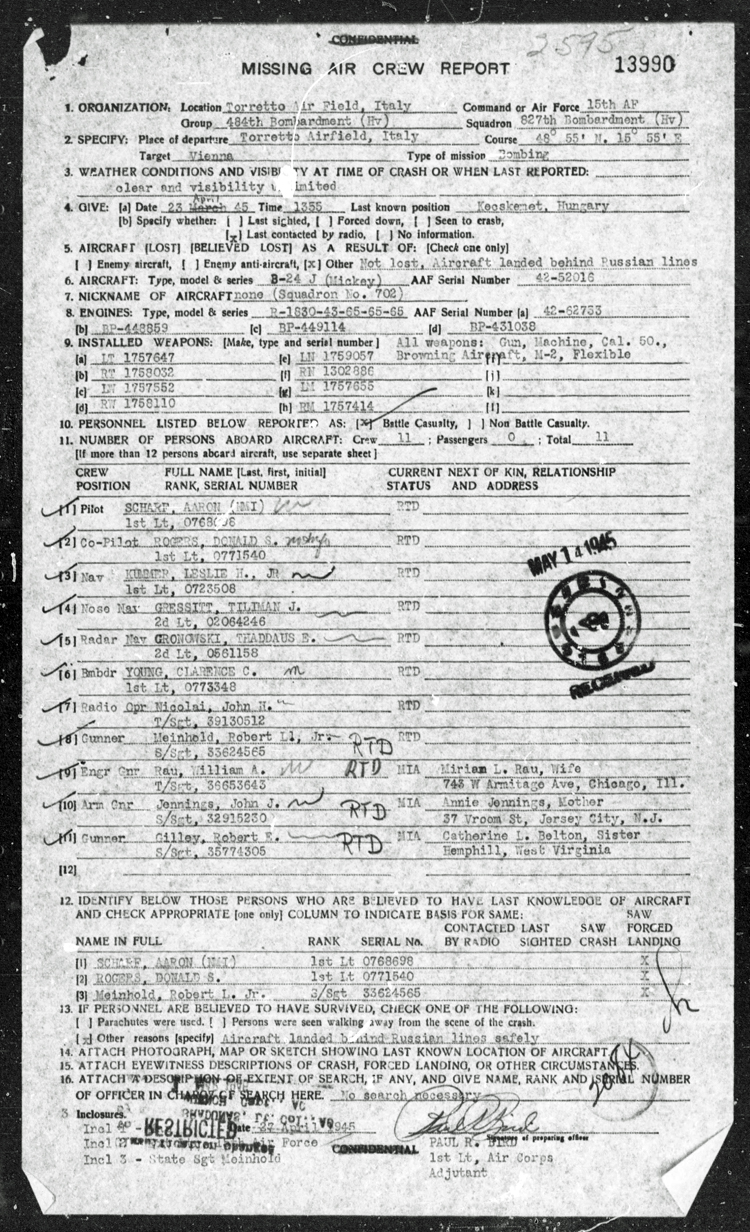 CONFIDENTIAL
2595
MISSING AIR CREW REPORT 13990
1. ORGANIZATION: Location Torretto Air Field, Italy Command or Air Force 15th AF
Group 484th Bombardment (Hv) Squadron 827th Bombardment (Hv)
2. SPECIFY: Place of departure Torretto Airfield, Italy Course 48° 55' N. 15° 55' E
Target Vienna Type of mission Bombing
3. WEATHER CONDITIONS AND VISIBILITY AT TIME OF CRASH OR WHEN LAST REPORTED:
clear and visibility unlimited
April
4. GIVE: [a] Date 23 March 45 Time 1355 Last known position Kecskemet, Hungary
[b] Specify whether: [ ] Last sighted, [ ] Forced down, [ ] Seen to crash,
[x] Last contacted by radio, [ ] No information.
5. AIRCRAFT [LOST] [BELIEVED LOST] AS A RESULT OF: [Check one only]
[ ] Enemy aircraft, [ ] Enemy anti-aircraft, [x] Other Not lost, Aircraft landed behind Russian lines
6. AIRCRAFT: Type, model & series B-24 J (Mickey) AAF Serial Number 42-52016
7. NICKNAME OF AIRCRAFT none (Squadron No. 702)
8. ENGINES: Type, model & series R-1830-43-65-65-65 AAF Serial Number [a] 42-62733
[b] BP-448859 [c] BP-449114 [d] BP-431038
9. INSTALLED WEAPONS: [Make, type and serial number] All weapons: Gun, Machine, Cal. 50.,
[a] LT 1757647 [e] LN 1759057 Browning Aircraft, M-2, Flexible
[b] RT 1758032 [f] RN 1302886 [j]
[c] LW 1757552 [g] LM 1757655 [k]
[d] RW 1758110 [h] RM 1757414 [l]
10. PERSONNEL LISTED BELOW REPORTED AS: [x] Battle Casualty, [ ] Non Battle Casualty.
11. NUMBER OF PERSONS ABOARD AIRCRAFT: Crew 11 ; Passengers 0 ; Total 11
[If more than 12 persons aboard aircraft, use separate sheet]
CREW FULL NAME [Last, first, initial] CURRENT NEXT OF KIN, RELATIONSHIP
POSITION RANK, SERIAL NUMBER STATUS AND ADDRESS
[1] Pilot SCHARF, AARON (NMI) RTD
1st Lt, 0768698
[2] Co-Pilot ROGERS, DONALD S. RTD
1st Lt, 0771540
MAY 14 1945
[3] Nav KUMMER, LESLIE H., JR RTD
1st Lt, 0723508
[4] Nose Nav GRESSITT, TILIMAN J. RTD
2d Lt, 02064246
[5] Radar Nav GRONOWSKI, THADDAUS E. RTD
2d Lt, 0561158
[6] Bmbdr YOUNG, CLARENCE C. RTD
1st Lt, 0773348
RECEIVED
[7] Radio Opr Nicolai, John H. RTD
T/Sgt, 39130512
[8] Gunner Meinhold, Robert Ll, Jr. RTD RTD
S/Sgt, 33624565
[9] Engr Gnr Rau, William A. RTD MIA Miriam L. Rau, Wife
T/Sgt, 36653643 743 W Armitage Ave, Chicago, Ill.
[10] Arm Gnr Jennings, John J. RTD MIA Annie Jennings, Mother
S/Sgt, 32915230 37 Vroom St, Jersey City, N.J.
[11] Gunner Gilley, Robert E. RTD MIA Catherine L. Belton, Sister
S/Sgt, 35774305 Hemphill, West Virginia
[12]
12. IDENTIFY BELOW THOSE PERSONS WHO ARE BELIEVED TO HAVE LAST KNOWLEDGE OF AIRCRAFT
AND CHECK APPROPRIATE [one only] COLUMN TO INDICATE BASIS FOR SAME: SAW
CONTACTED LAST SAW FORCED
NAME IN FULL RANK SERIAL No. BY RADIO SIGHTED CRASH LANDING
[1] SCHARF, AARON (NMI) 1st Lt 0768698 X
[2] ROGERS, DONALD S. 1st Lt 0771540 X
[3] Meinhold, Robert L. Jr. S/Sgt 33624565 X
13. IF PERSONNEL ARE BELIEVED TO HAVE SURVIVED, CHECK ONE OF THE FOLLOWING:
[ ] Parachutes were used. [ ] Persons were seen walking away from the scene of the crash.
[x] Other reasons [specify] Aircraft landed behind Russian lines safely
14. ATTACH PHOTOGRAPH, MAP OR SKETCH SHOWING LAST KNOWN LOCATION OF AIRCRAFT.
15. ATTACH EYEWITNESS DESCRIPTIONS OF CRASH, FORCED LANDING, OR OTHER CIRCUMSTANCES.
16. ATTACH A DESCRIPTION OF EXTENT OF SEARCH, IF ANY, AND GIVE NAME, RANK AND SERIAL NUMBER
OF OFFICER IN CHARGE OF SEARCH HERE. No search necessary
3 Inclosures.
Incl 1 RESTRICTED Date 27 April 1945 Paul R. Bird
Incl 2 Air Force CONFIDENTIAL PAUL R. BIRD Signature of preparing officer
Incl 3 - State Sgt Meinhold 1st Lt, Air Corps
Adjutant